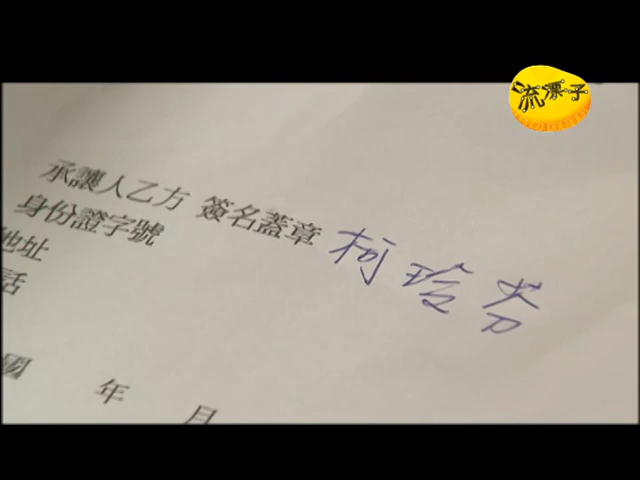 流漂子
承讓人乙方 簽名蓋章 柯玲芳
身份證字號
地址
話
國 年 月